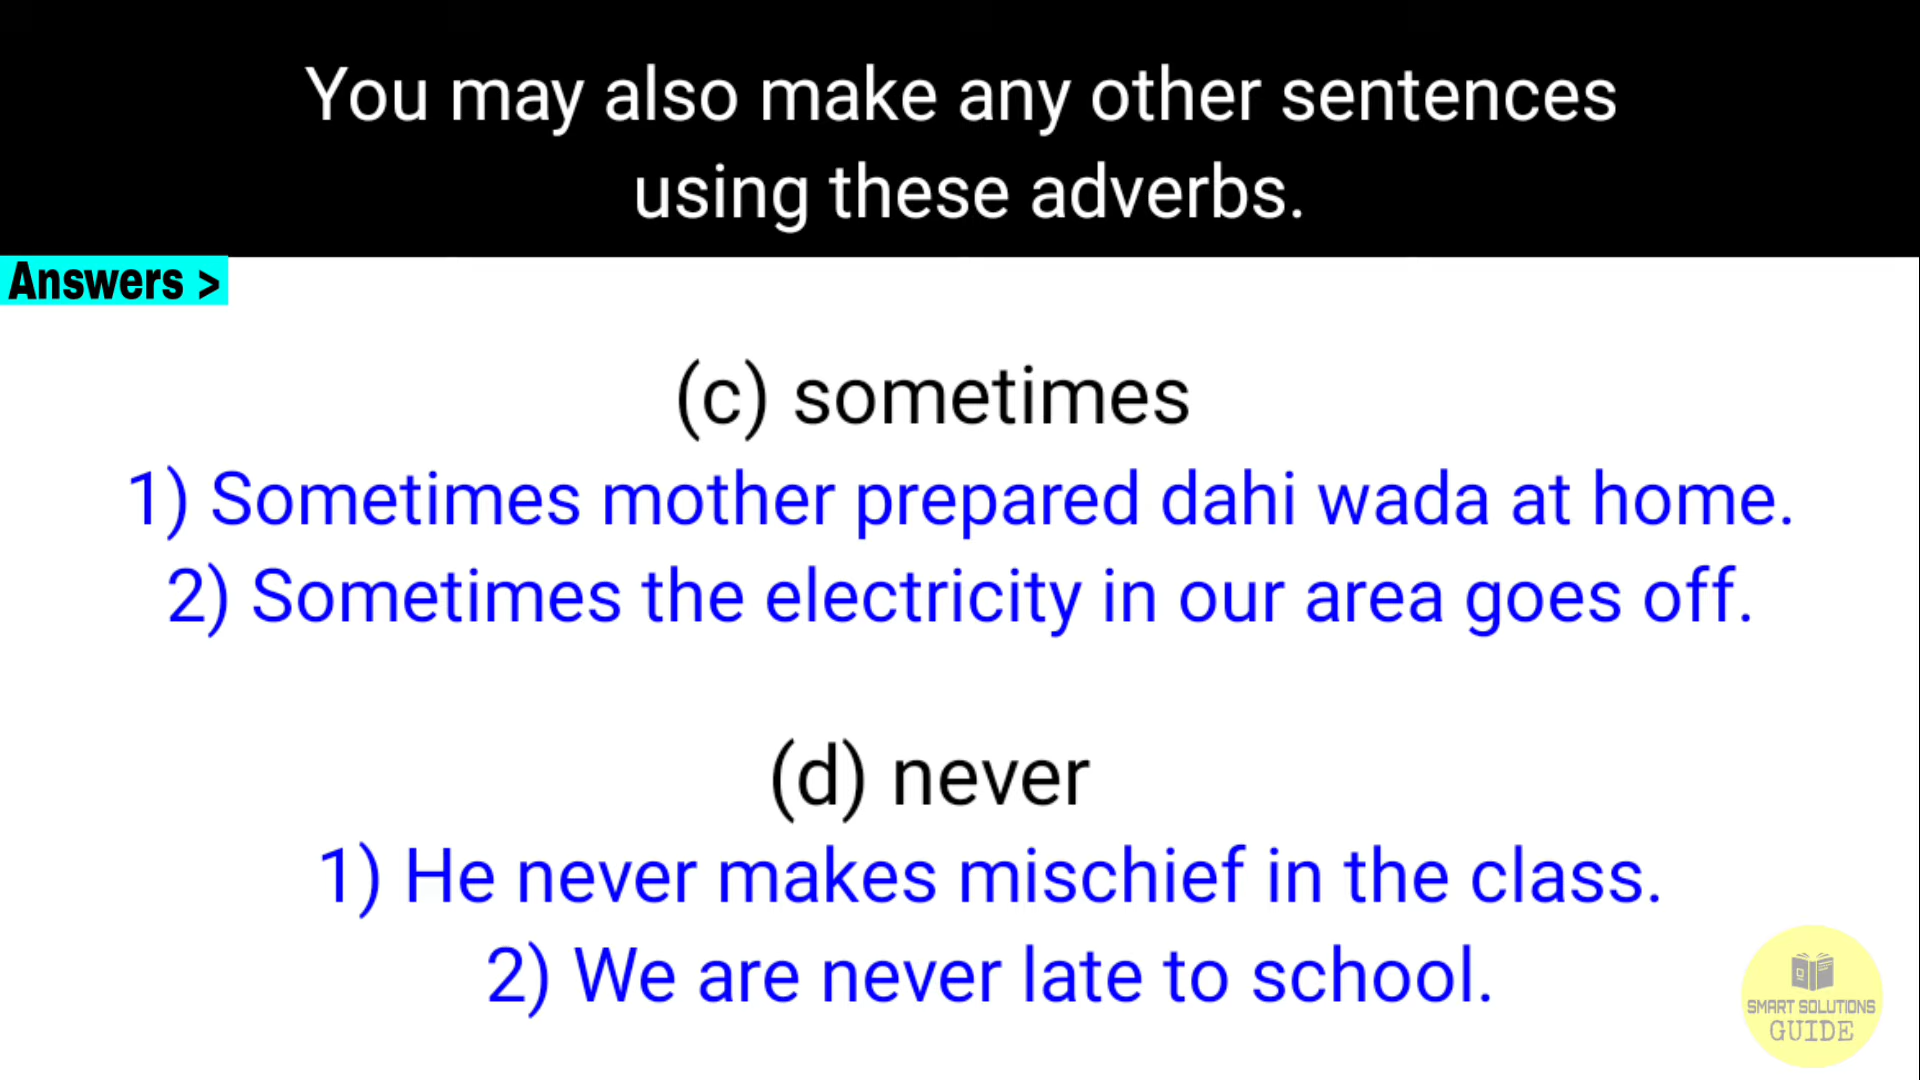 You may also make any other sentences
using these adverbs.
Answers >
(c) sometimes
1) Sometimes mother prepared dahi wada at home.
2) Sometimes the electricity in our area goes off.
(d) never
1) He never makes mischief in the class.
2) We are never late to school.
SMART SOLUTIONS
GUIDE